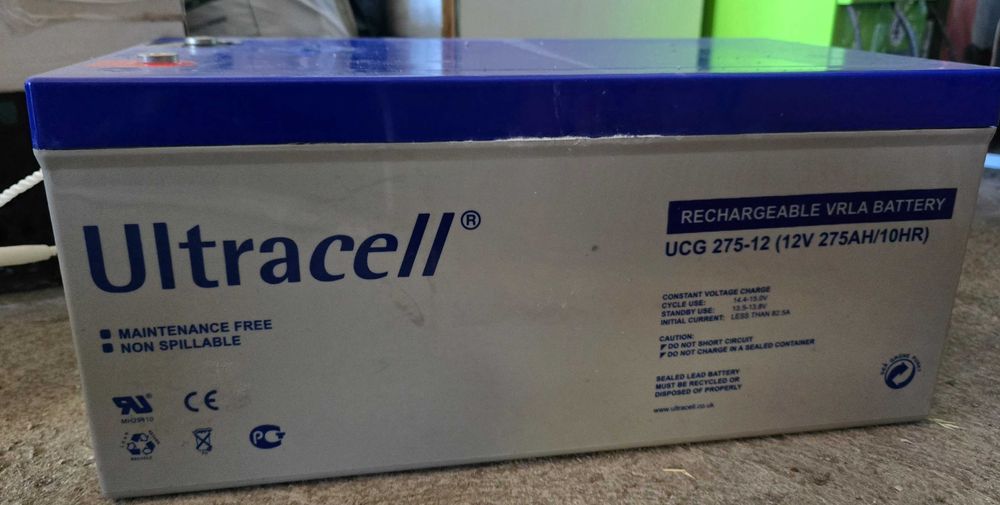 Ultracell®
MAINTENANCE FREE
NON SPILLABLE
RECHARGEABLE VRLA BATTERY
UCG 275-12 (12V 275AH/10HR)
CONSTANT VOLTAGE CHARGE
CYCLE USE: 14.4-15.0V
STANDBY USE: 13.5-13.8V
INITIAL CURRENT: LESS THAN 82.5A
CAUTION:
DO NOT SHORT CIRCUIT
DO NOT CHARGE IN A SEALED CONTAINER
SEALED LEAD BATTERY
MUST BE RECYCLED OR
DISPOSED OF PROPERLY
www.ultracell.co.uk
CE
RECYCLE